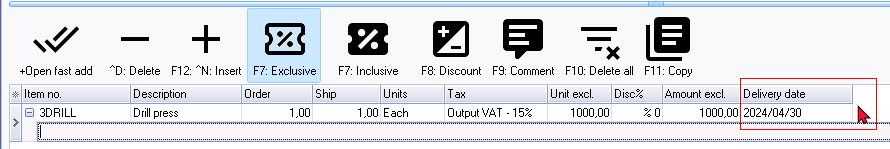 +Open fast add ^D: Delete F12: ^N: Insert F7: Exclusive F7: Inclusive F8: Discount F9: Comment F10: Delete all F11: Copy
Item no. Description Order Ship Units Tax Unit excl. Disc% Amount excl. Delivery date
3DRILL Drill press 1,00 1,00 Each Output VAT - 15% 1000,00 % 0 1000,00 2024/04/30